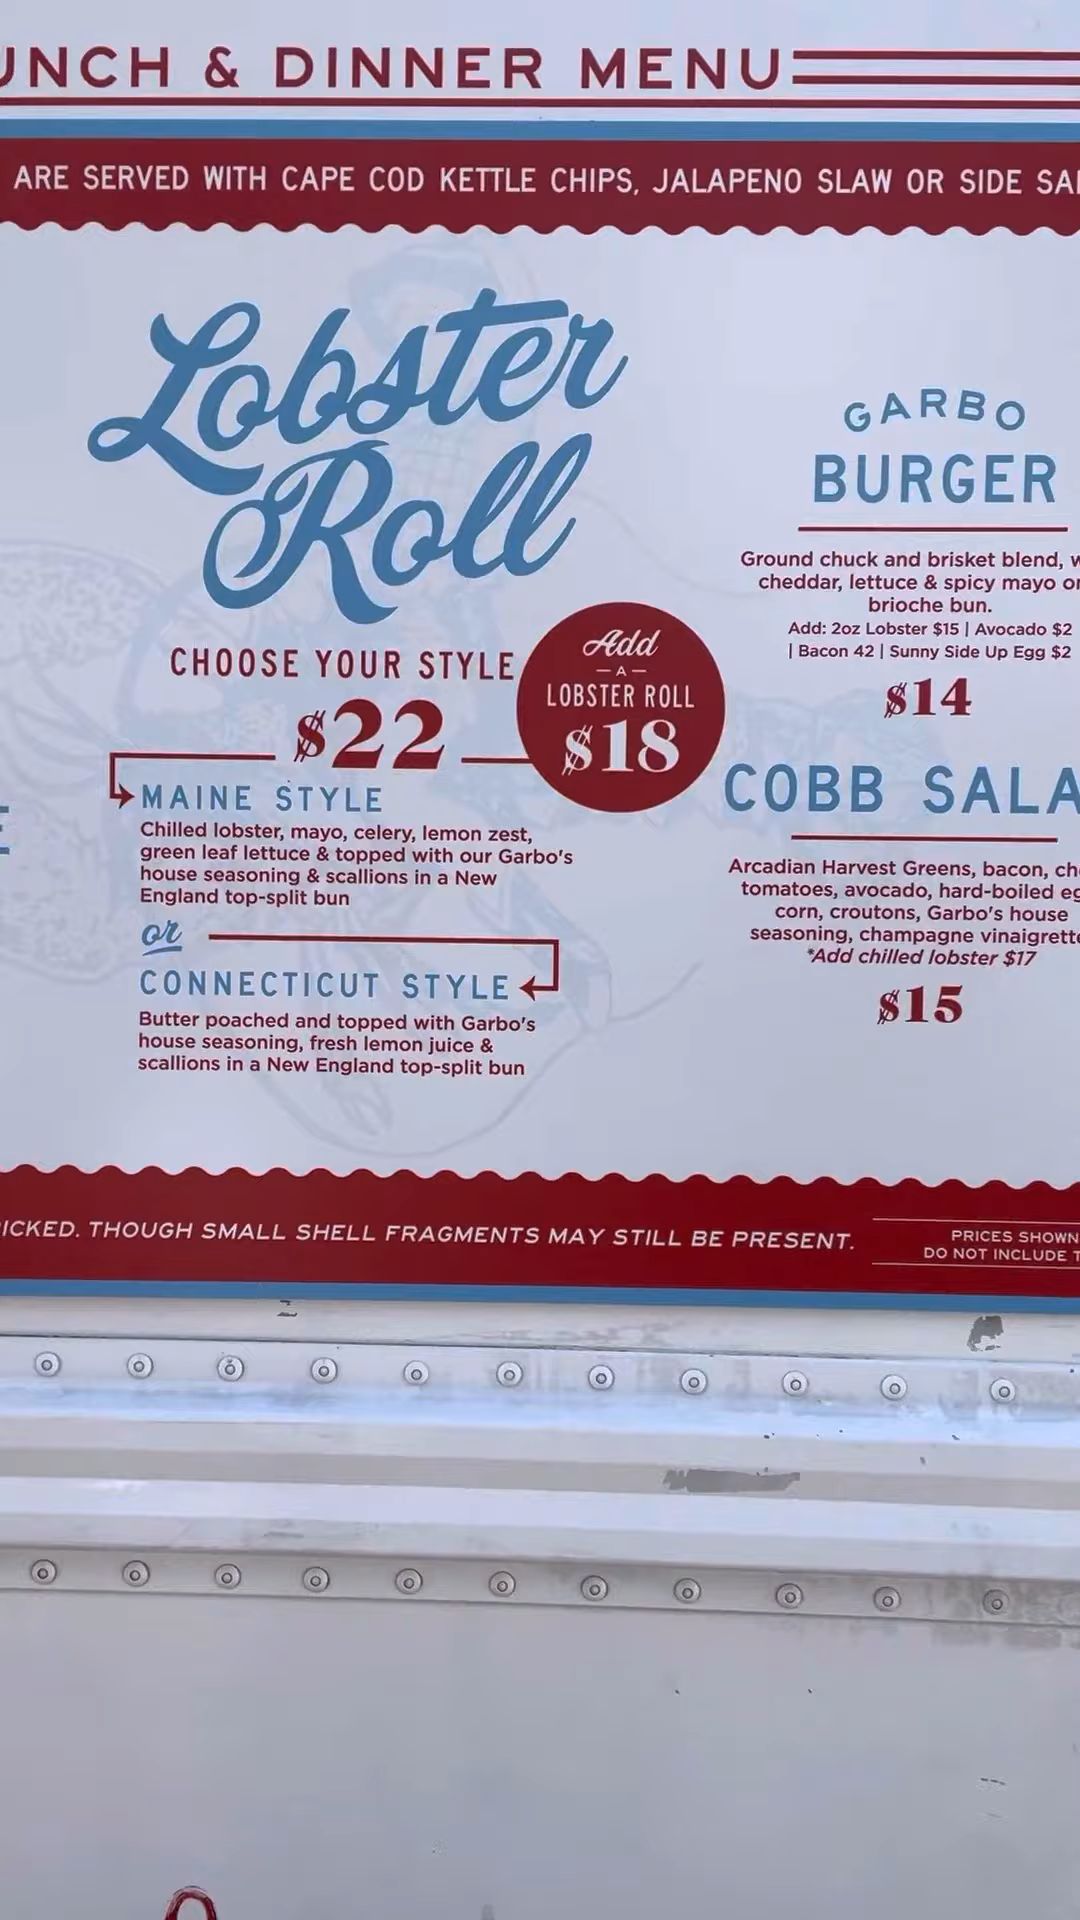 & DINNER MENU
ARE SERVED WITH CAPE COD KETTLE CHIPS, JALAPENO SLAW OR SIDE
Lobster
Roll
CHOOSE YOUR STYLE
$22
Add
A
LOBSTER ROLL
$18
MAINE STYLE
Chilled lobster, mayo, celery, lemon zest,
green leaf lettuce & topped with our Garbo's
house seasoning & scallions in a New
England top-split bun
or
CONNECTICUT STYLE
Butter poached and topped with Garbo's
house seasoning, fresh lemon juice &
scallions in a New England top-split bun
GARBO
BURGER
Ground chuck and brisket blend,
cheddar, lettuce & spicy mayo
brioche bun.
Add: 2oz Lobster $15 | Avocado $2
| Bacon 42 | Sunny Side Up Egg $2
$14
COBB
Arcadian Harvest Greens, bacon,
tomatoes, avocado, hard-boiled
corn, croutons, Garbo's house
seasoning, champagne vinaigrette
*Add chilled lobster $17
$15
THOUGH SMALL SHELL FRAGMENTS MAY STILL BE PRESENT.
PRICES SHOWN
DO NOT INCLUDE